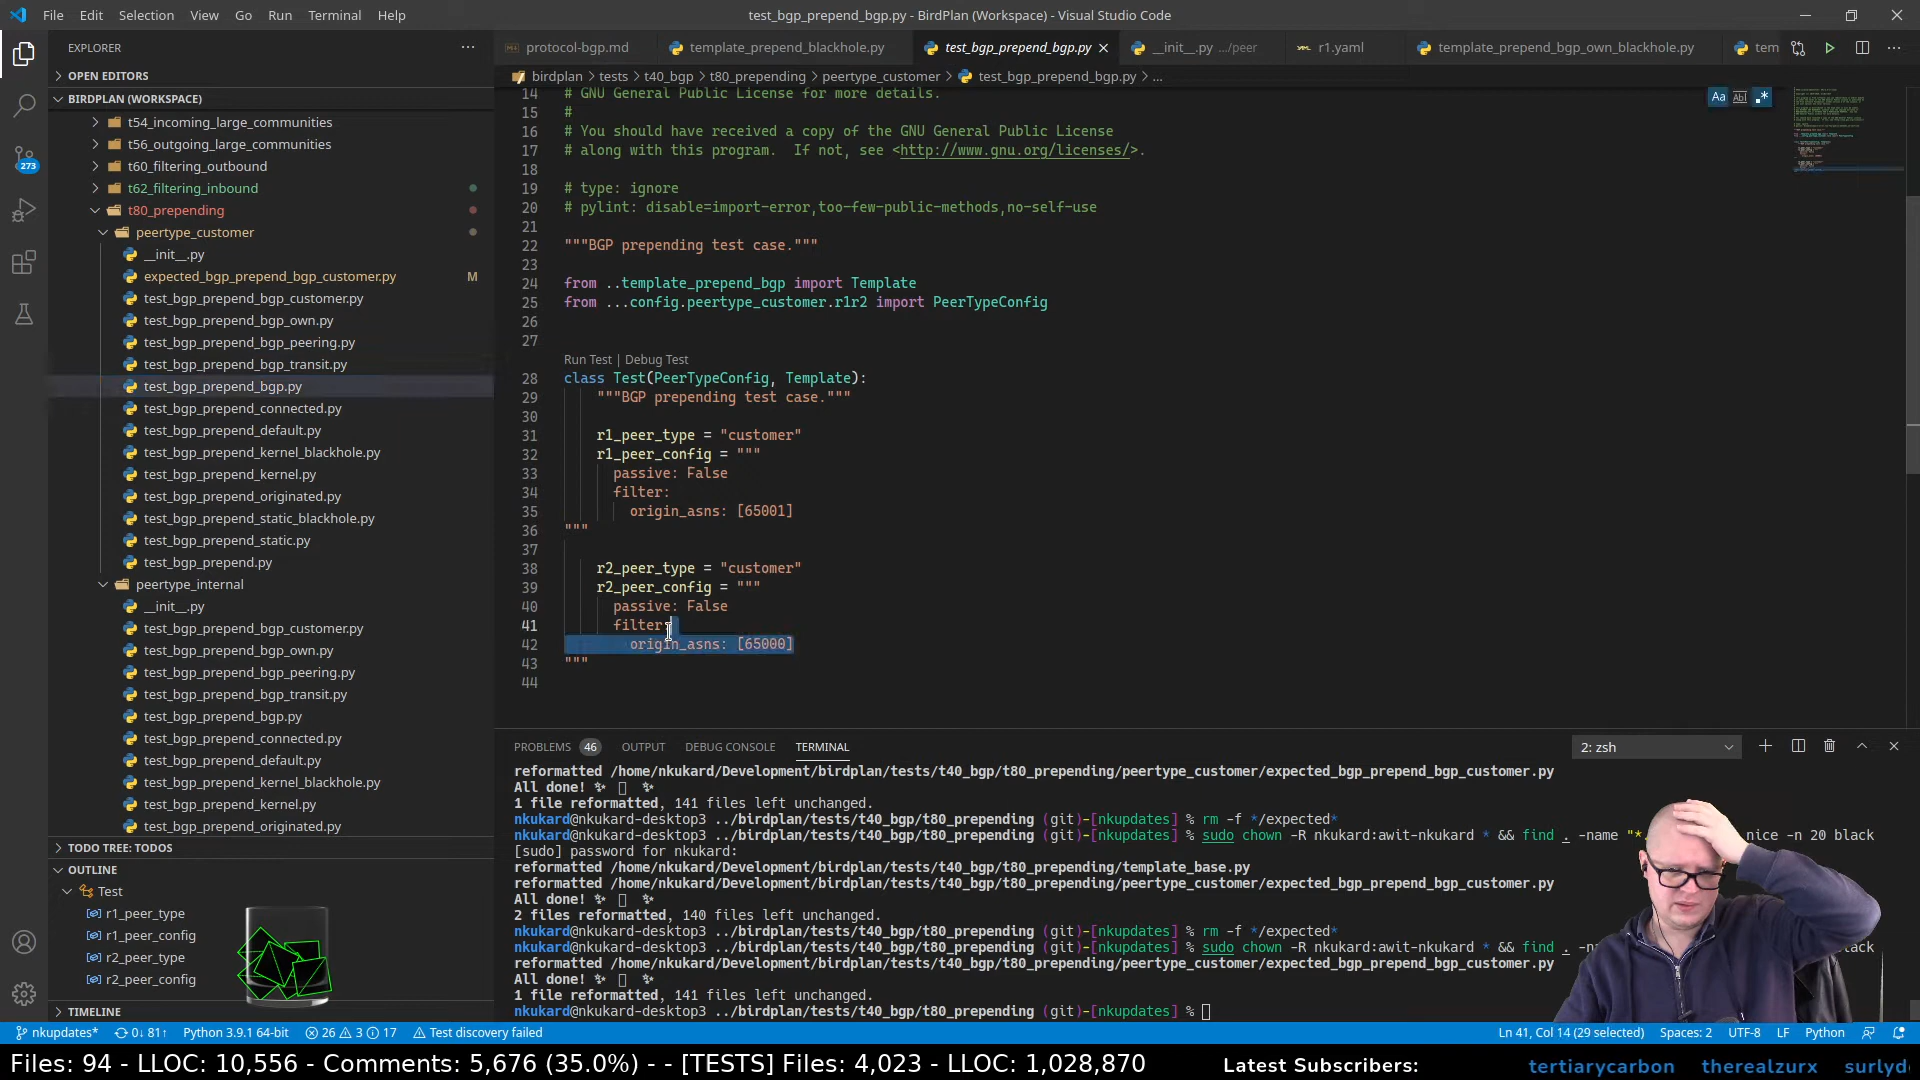 File Edit Selection View Go Run Terminal Help
test_bgp_prepend_bgp.py - BirdPlan (Workspace) - Visual Studio Code
EXPLORER
OPEN EDITORS
BIRDPLAN (WORKSPACE)
t54_incoming_large_communities
t56_outgoing_large_communities
t60_filtering_outbound
t62_filtering_inbound
t80_prepending
peertype_customer
__init__.py
expected_bgp_prepend_bgp_customer.py M
test_bgp_prepend_bgp_customer.py
test_bgp_prepend_bgp_own.py
test_bgp_prepend_bgp_peering.py
test_bgp_prepend_bgp_transit.py
test_bgp_prepend_bgp.py
test_bgp_prepend_connected.py
test_bgp_prepend_default.py
test_bgp_prepend_kernel_blackhole.py
test_bgp_prepend_kernel.py
test_bgp_prepend_originated.py
test_bgp_prepend_static_blackhole.py
test_bgp_prepend_static.py
test_bgp_prepend.py
peertype_internal
__init__.py
test_bgp_prepend_bgp_customer.py
test_bgp_prepend_bgp_own.py
test_bgp_prepend_bgp_peering.py
test_bgp_prepend_bgp_transit.py
test_bgp_prepend_bgp.py
test_bgp_prepend_connected.py
test_bgp_prepend_default.py
test_bgp_prepend_kernel_blackhole.py
test_bgp_prepend_kernel.py
test_bgp_prepend_originated.py
TODO TREE: TODOS
OUTLINE
Test
r1_peer_type
r1_peer_config
r2_peer_type
r2_peer_config
TIMELINE
273
protocol-bgp.md template_prepend_blackhole.py test_bgp_prepend_bgp.py __init__.py .../peer r1.yaml template_prepend_bgp_own_blackhole.py tem
birdplan > tests > t40_bgp > t80_prepending > peertype_customer > test_bgp_prepend_bgp.py > ...
Aa Abl .*
14 # GNU General Public License for more details.
15 #
16 # You should have received a copy of the GNU General Public License
17 # along with this program.  If not, see <http://www.gnu.org/licenses/>.
18
19 # type: ignore
20 # pylint: disable=import-error,too-few-public-methods,no-self-use
21
22 """BGP prepending test case."""
23
24 from ..template_prepend_bgp import Template
25 from ...config.peertype_customer.r1r2 import PeerTypeConfig
26
27
Run Test | Debug Test
28 class Test(PeerTypeConfig, Template):
29 """BGP prepending test case."""
30
31 r1_peer_type = "customer"
32 r1_peer_config = """
33 passive: False
34 filter:
35 origin_asns: [65001]
36 """
37
38 r2_peer_type = "customer"
39 r2_peer_config = """
40 passive: False
41 filter:
42 origin_asns: [65000]
43 """
44
PROBLEMS 46 OUTPUT DEBUG CONSOLE TERMINAL 2: zsh
reformatted /home/nkukard/Development/birdplan/tests/t40_bgp/t80_prepending/peertype_customer/expected_bgp_prepend_bgp_customer.py
All done! ✨ ✨
1 file reformatted, 141 files left unchanged.
nkukard@nkukard-desktop3 ../birdplan/tests/t40_bgp/t80_prepending (git)-[nkupdates] % rm -f */expected*
nkukard@nkukard-desktop3 ../birdplan/tests/t40_bgp/t80_prepending (git)-[nkupdates] % sudo chown -R nkukard:awit-nkukard * && find . -name "*. nice -n 20 black
[sudo] password for nkukard:
reformatted /home/nkukard/Development/birdplan/tests/t40_bgp/t80_prepending/template_base.py
reformatted /home/nkukard/Development/birdplan/tests/t40_bgp/t80_prepending/peertype_customer/expected_bgp_prepend_bgp_customer.py
All done! ✨ ✨
2 files reformatted, 140 files left unchanged.
nkukard@nkukard-desktop3 ../birdplan/tests/t40_bgp/t80_prepending (git)-[nkupdates] % rm -f */expected*
nkukard@nkukard-desktop3 ../birdplan/tests/t40_bgp/t80_prepending (git)-[nkupdates] % sudo chown -R nkukard:awit-nkukard * && find .
reformatted /home/nkukard/Development/birdplan/tests/t40_bgp/t80_prepending/peertype_customer/expected_bgp_prepend_bgp_customer.py
All done! ✨ ✨
1 file reformatted, 141 files left unchanged.
nkukard@nkukard-desktop3 ../birdplan/tests/t40_bgp/t80_prepending (git)-[nkupdates] %
nkupdates* 0↓ 81↑ Python 3.9.1 64-bit 26 3 17 Test discovery failed Ln 41, Col 14 (29 selected) Spaces: 2 UTF-8 LF Python
Files: 94 - LLOC: 10,556 - Comments: 5,676 (35.0%) - - [TESTS] Files: 4,023 - LLOC: 1,028,870 Latest Subscribers: tertiarycarbon therealzurx surlyd